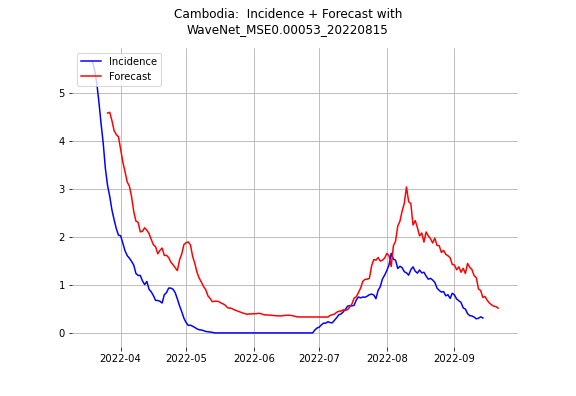 Cambodia:  Incidence + Forecast with
WaveNet_MSE0.00053_20220815
Incidence
Forecast
5
4
3
2
1
0
2022-04 2022-05 2022-06 2022-07 2022-08 2022-09